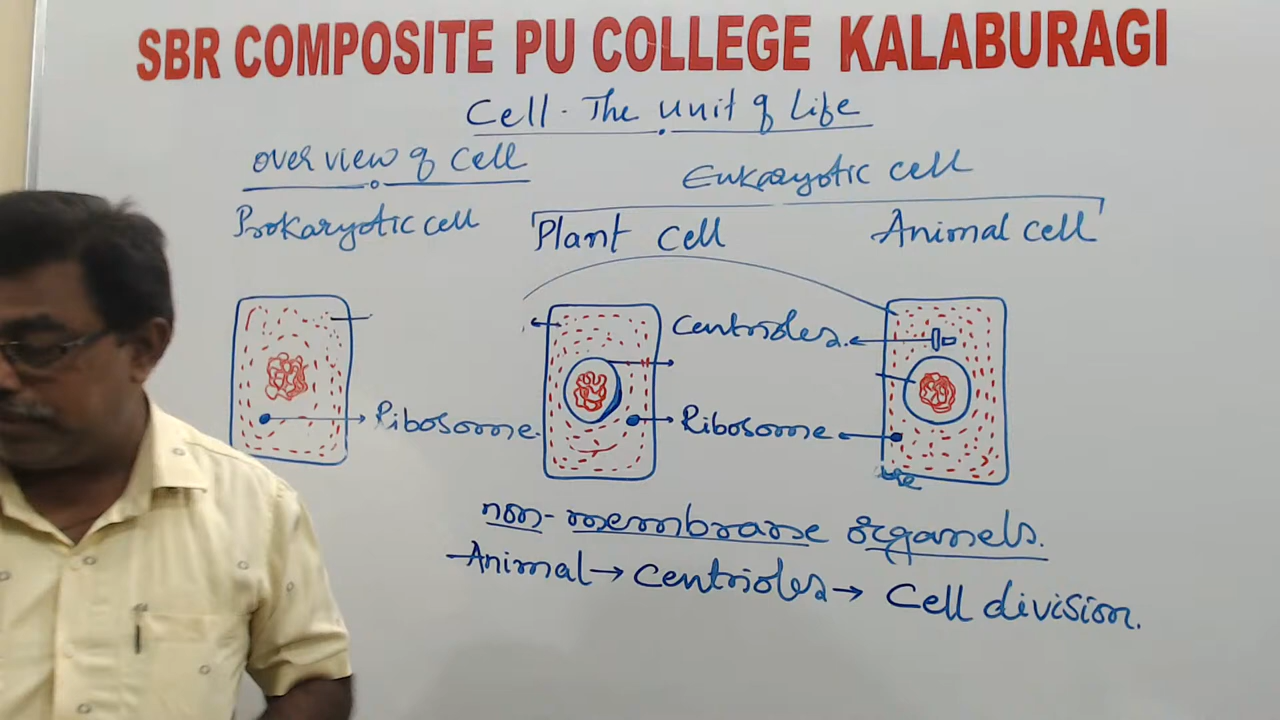 SBR COMPOSITE PU COLLEGE KALABURAGI
Cell - The unit of Life
over view of cell
Eukaryotic cell
Prokaryotic cell
Plant cell
Animal cell
Centrioles.
Ribosome.
Ribosome
non-membrane organels.
Animal → Centrioles → Cell division.